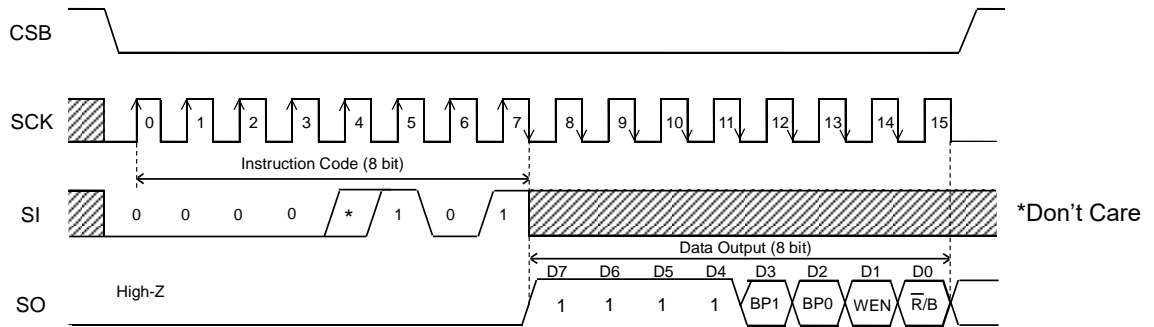 CSB
SCK 0 1 2 3 4 5 6 7 8 9 10 11 12 13 14 15
Instruction Code (8 bit)
SI 0 0 0 0 * 1 0 1 *Don't Care
Data Output (8 bit)
D7 D6 D5 D4 D3 D2 D1 D0
SO High-Z 1 1 1 1 BP1 BP0 WEN R̅/B